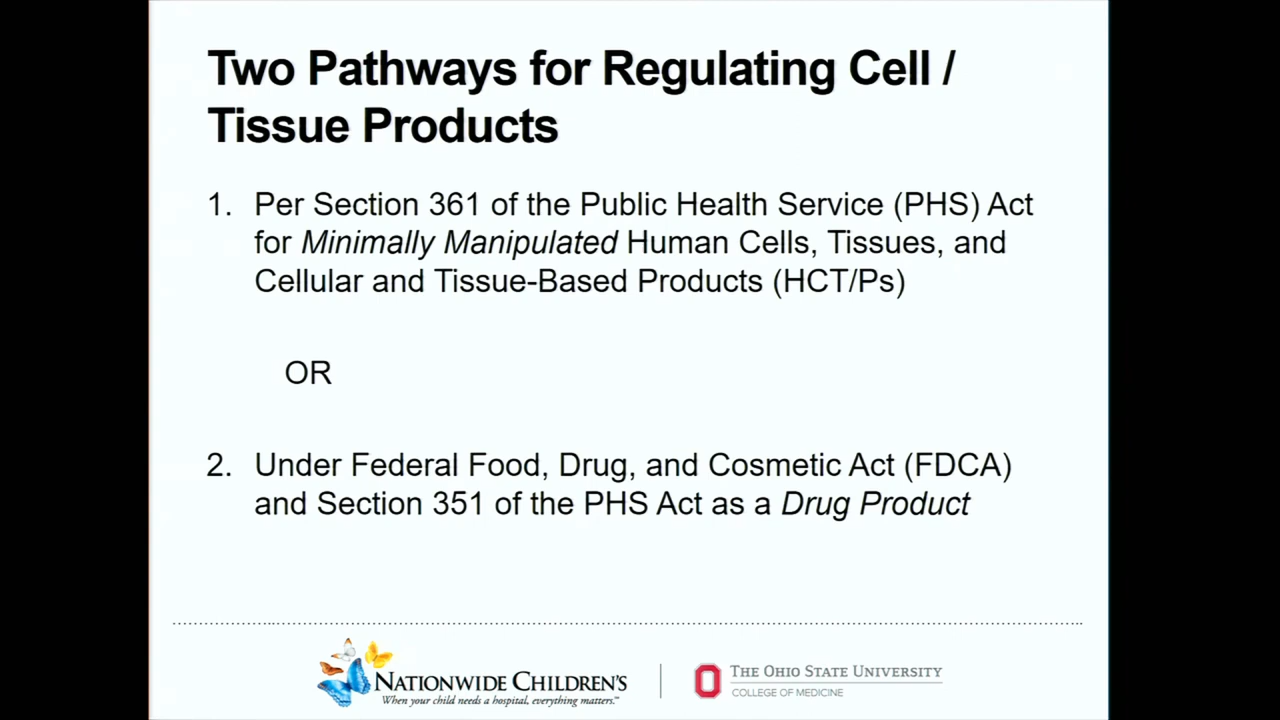 Two Pathways for Regulating Cell /
Tissue Products
1. Per Section 361 of the Public Health Service (PHS) Act
for Minimally Manipulated Human Cells, Tissues, and
Cellular and Tissue-Based Products (HCT/Ps)
OR
2. Under Federal Food, Drug, and Cosmetic Act (FDCA)
and Section 351 of the PHS Act as a Drug Product
NATIONWIDE CHILDREN'S
When your child needs a hospital, everything matters.™
THE OHIO STATE UNIVERSITY
COLLEGE OF MEDICINE